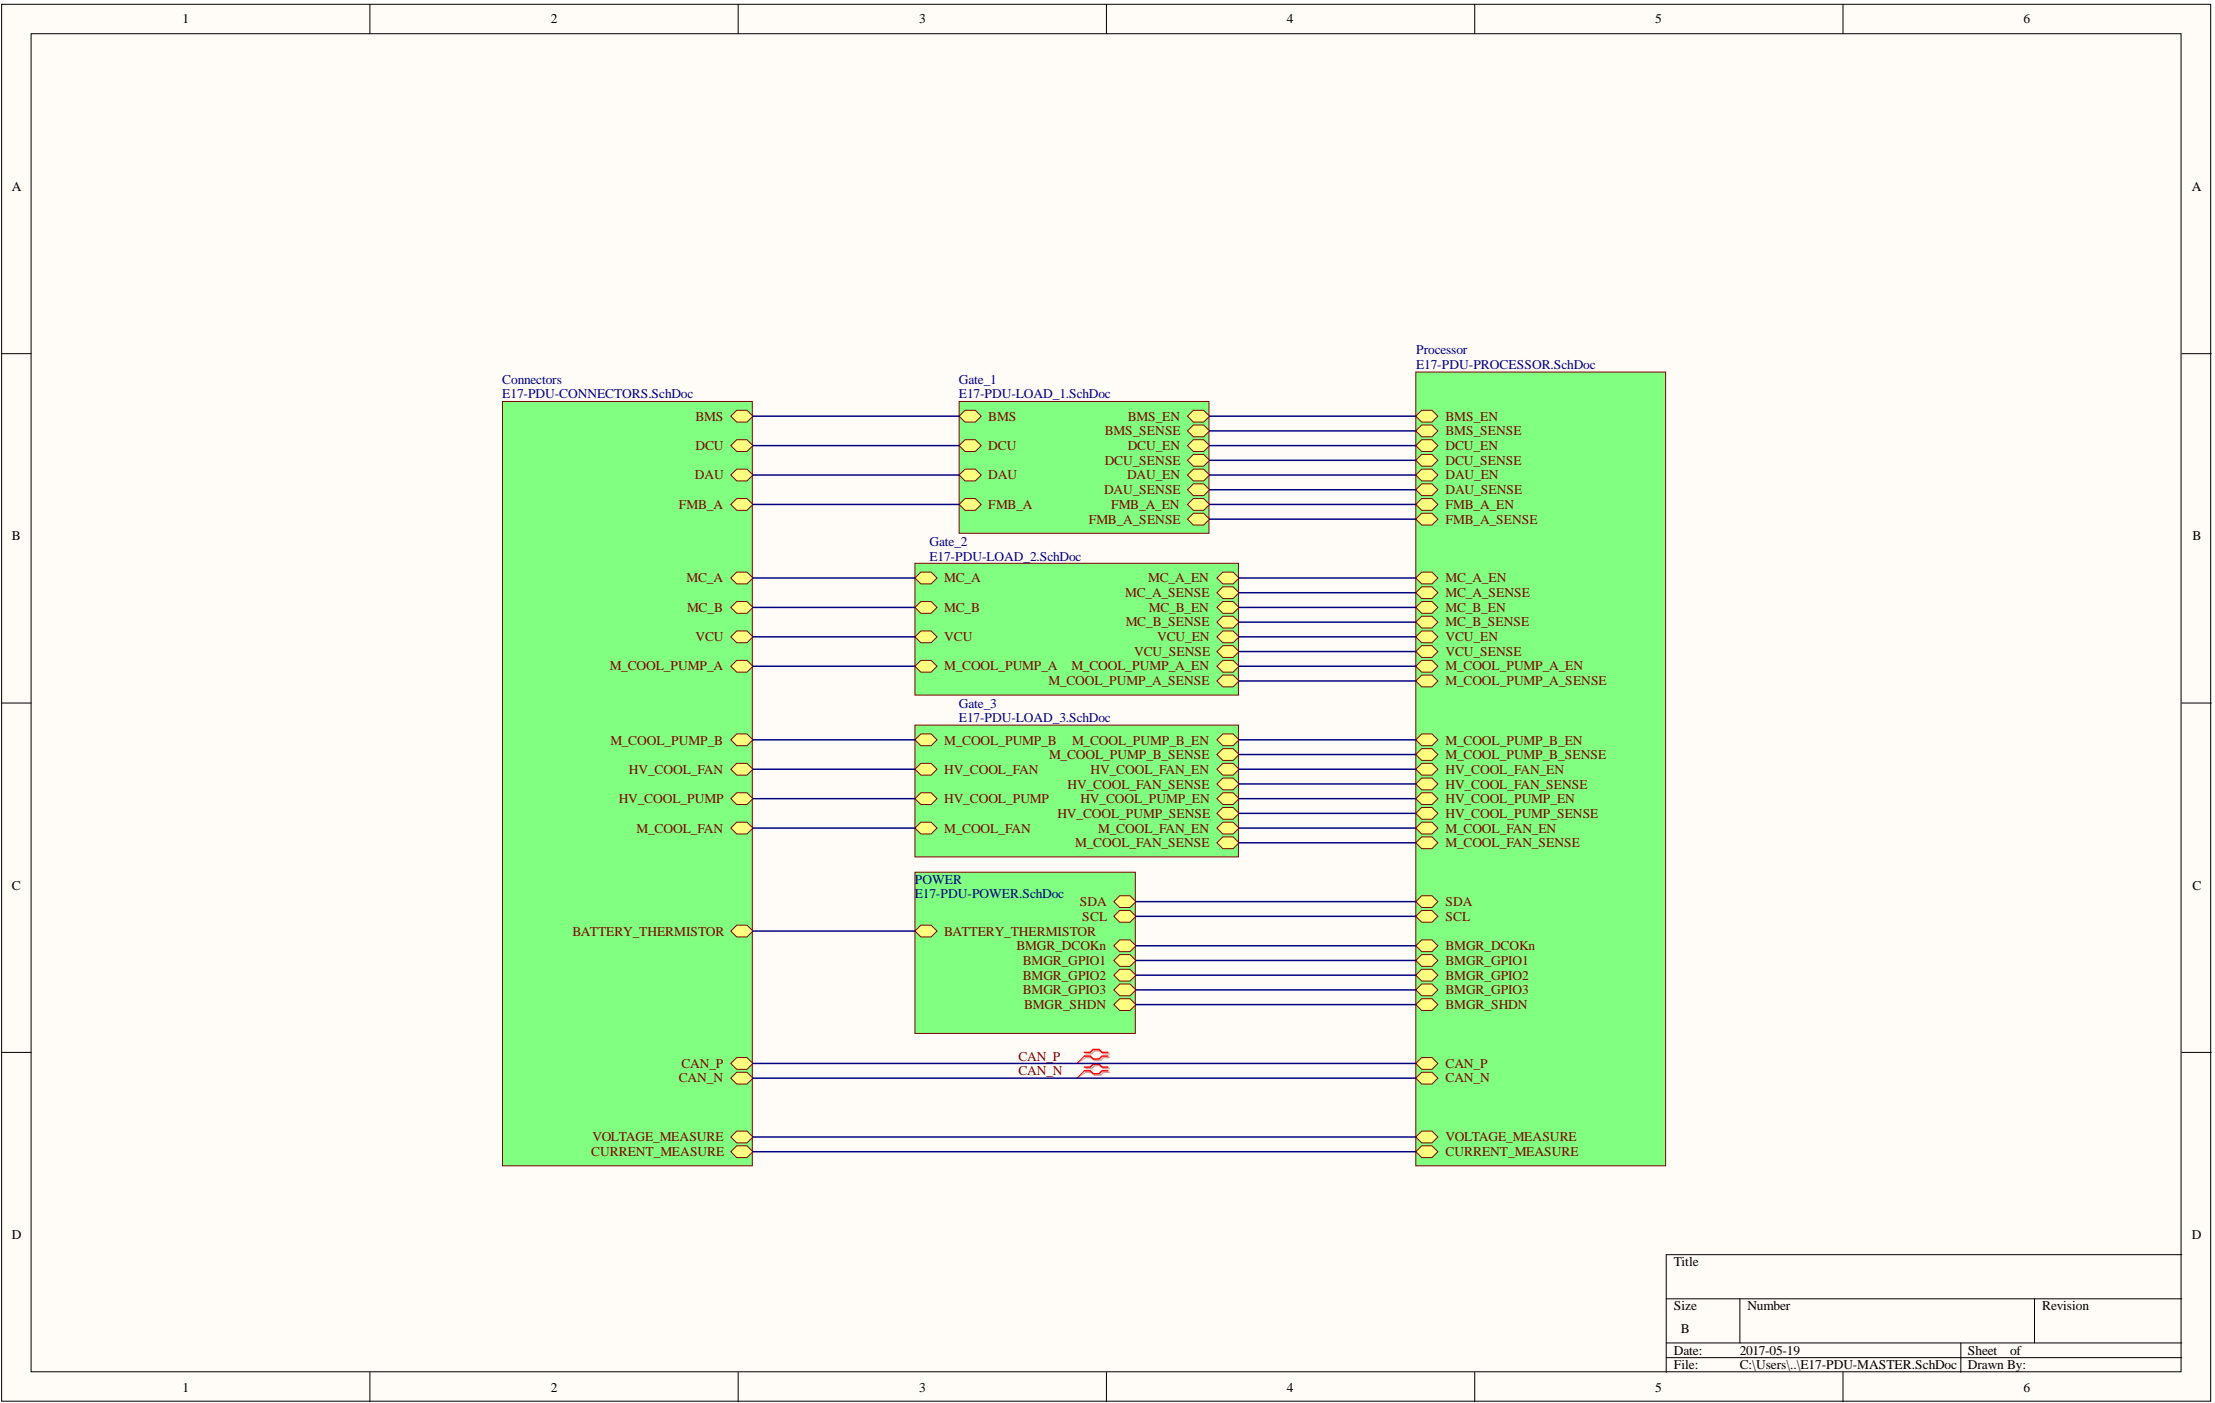 1 2 3 4 5 6
A A
B B
C C
D D
Connectors
E17-PDU-CONNECTORS.SchDoc
BMS
DCU
DAU
FMB_A
MC_A
MC_B
VCU
M_COOL_PUMP_A
M_COOL_PUMP_B
HV_COOL_FAN
HV_COOL_PUMP
M_COOL_FAN
BATTERY_THERMISTOR
CAN_P
CAN_N
VOLTAGE_MEASURE
CURRENT_MEASURE
Gate_1
E17-PDU-LOAD_1.SchDoc
BMS BMS_EN
BMS_SENSE
DCU DCU_EN
DCU_SENSE
DAU DAU_EN
DAU_SENSE
FMB_A FMB_A_EN
FMB_A_SENSE
Gate_2
E17-PDU-LOAD_2.SchDoc
MC_A MC_A_EN
MC_A_SENSE
MC_B MC_B_EN
MC_B_SENSE
VCU VCU_EN
VCU_SENSE
M_COOL_PUMP_A M_COOL_PUMP_A_EN
M_COOL_PUMP_A_SENSE
Gate_3
E17-PDU-LOAD_3.SchDoc
M_COOL_PUMP_B M_COOL_PUMP_B_EN
M_COOL_PUMP_B_SENSE
HV_COOL_FAN HV_COOL_FAN_EN
HV_COOL_FAN_SENSE
HV_COOL_PUMP HV_COOL_PUMP_EN
HV_COOL_PUMP_SENSE
M_COOL_FAN M_COOL_FAN_EN
M_COOL_FAN_SENSE
POWER
E17-PDU-POWER.SchDoc
SDA
SCL
BATTERY_THERMISTOR
BMGR_DCOKn
BMGR_GPIO1
BMGR_GPIO2
BMGR_GPIO3
BMGR_SHDN
CAN_P
CAN_N
Processor
E17-PDU-PROCESSOR.SchDoc
BMS_EN
BMS_SENSE
DCU_EN
DCU_SENSE
DAU_EN
DAU_SENSE
FMB_A_EN
FMB_A_SENSE
MC_A_EN
MC_A_SENSE
MC_B_EN
MC_B_SENSE
VCU_EN
VCU_SENSE
M_COOL_PUMP_A_EN
M_COOL_PUMP_A_SENSE
M_COOL_PUMP_B_EN
M_COOL_PUMP_B_SENSE
HV_COOL_FAN_EN
HV_COOL_FAN_SENSE
HV_COOL_PUMP_EN
HV_COOL_PUMP_SENSE
M_COOL_FAN_EN
M_COOL_FAN_SENSE
SDA
SCL
BMGR_DCOKn
BMGR_GPIO1
BMGR_GPIO2
BMGR_GPIO3
BMGR_SHDN
CAN_P
CAN_N
VOLTAGE_MEASURE
CURRENT_MEASURE
Title
Size Number Revision
B
Date: 2017-05-19 Sheet of
File: C:\Users\..\E17-PDU-MASTER.SchDoc Drawn By:
1 2 3 4 5 6